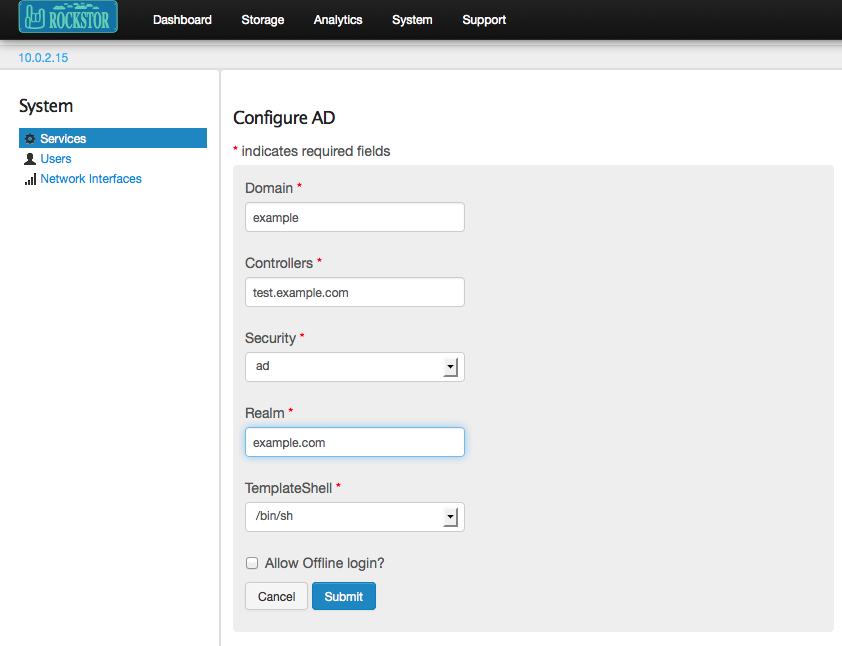 ROCKSTOR Dashboard Storage Analytics System Support
10.0.2.15
System
Services
Users
Network Interfaces
Configure AD
* indicates required fields
Domain *
example
Controllers *
test.example.com
Security *
ad
Realm *
example.com
TemplateShell *
/bin/sh
Allow Offline login?
Cancel Submit